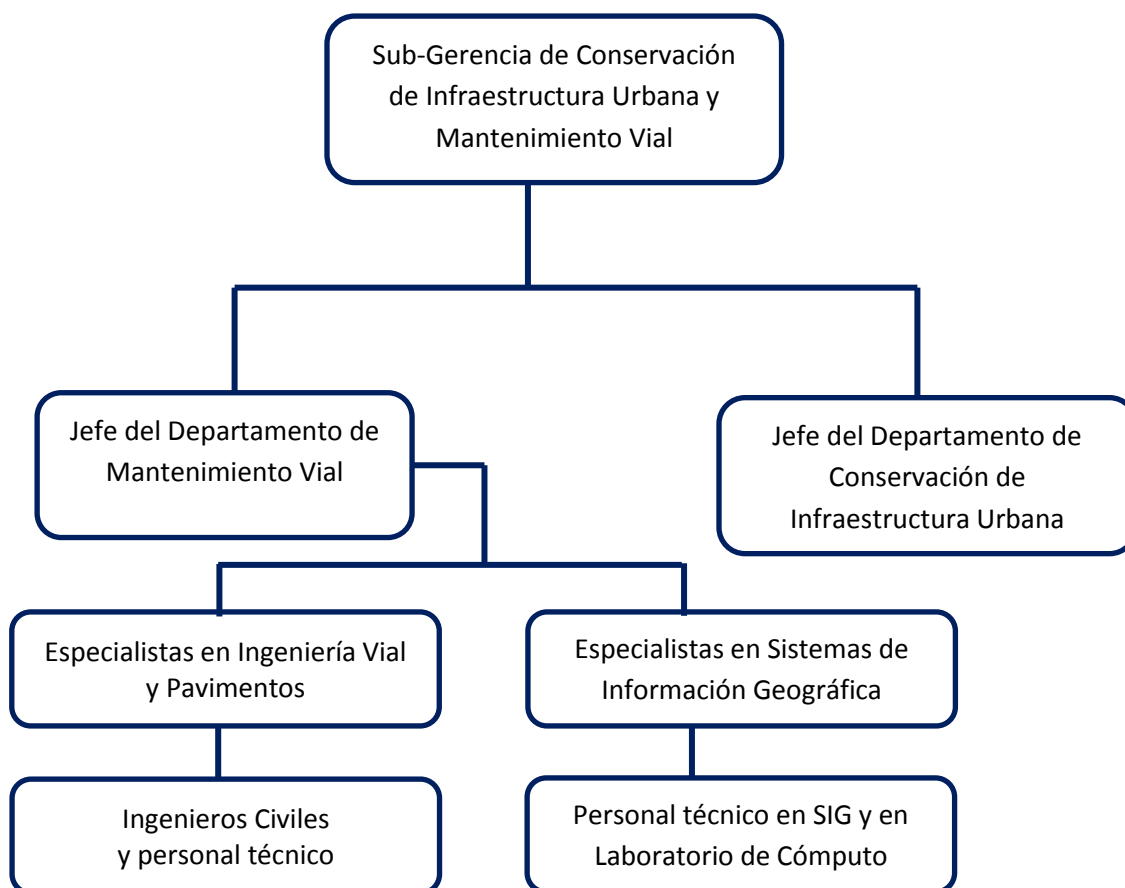 Sub-Gerencia de Conservación
de Infraestructura Urbana y
Mantenimiento Vial
Jefe del Departamento de
Mantenimiento Vial
Jefe del Departamento de
Conservación de
Infraestructura Urbana
Especialistas en Ingeniería Vial
y Pavimentos
Especialistas en Sistemas de
Información Geográfica
Ingenieros Civiles
y personal técnico
Personal técnico en SIG y en
Laboratorio de Cómputo